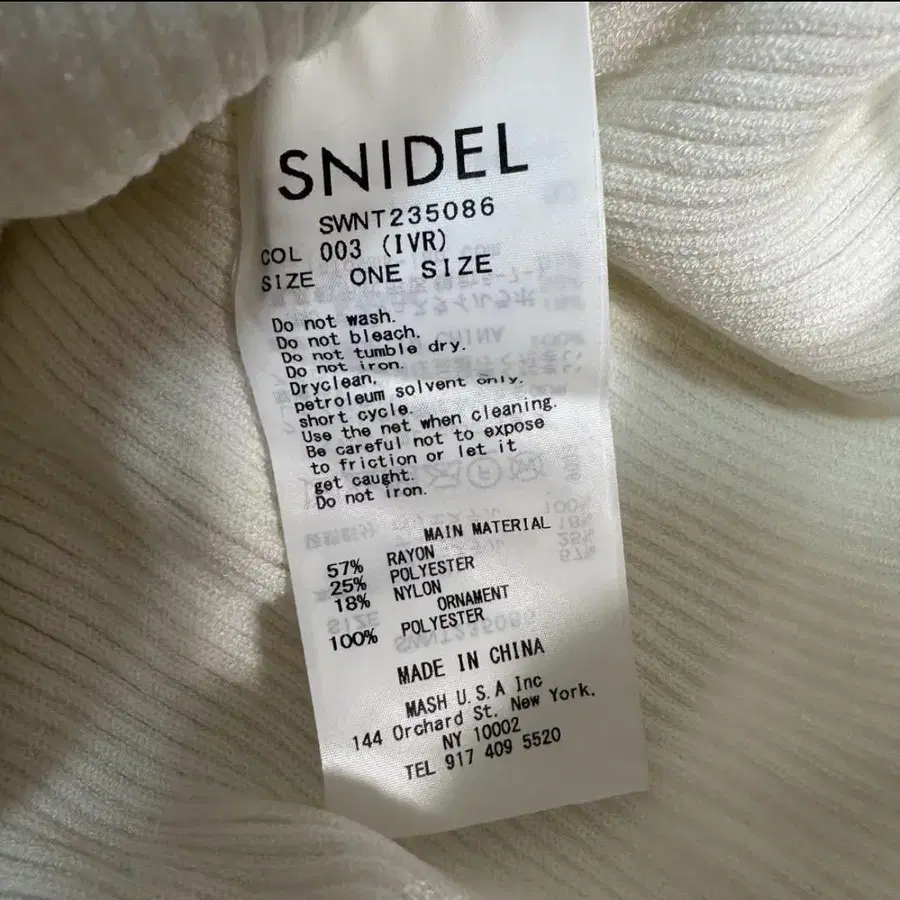 SNIDEL
SWNT235086
COL 003 (IVR)
SIZE ONE SIZE
Do not wash.
Do not bleach.
Do not tumble dry.
Do not iron.
Dryclean,
petroleum solvent only.
short cycle.
Use the net when cleaning.
Be careful not to expose
to friction or let it
get caught.
Do not iron.
MAIN MATERIAL
57% RAYON
25% POLYESTER
18% NYLON
ORNAMENT
100% POLYESTER
MADE IN CHINA
MASH U.S.A Inc
144 Orchard St. New York.
NY 10002
TEL 917 409 5520